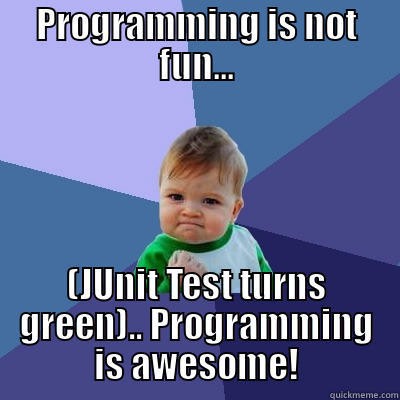 Programming is not
fun...
(JUnit Test turns
green).. Programming
is awesome!
quickmeme.com